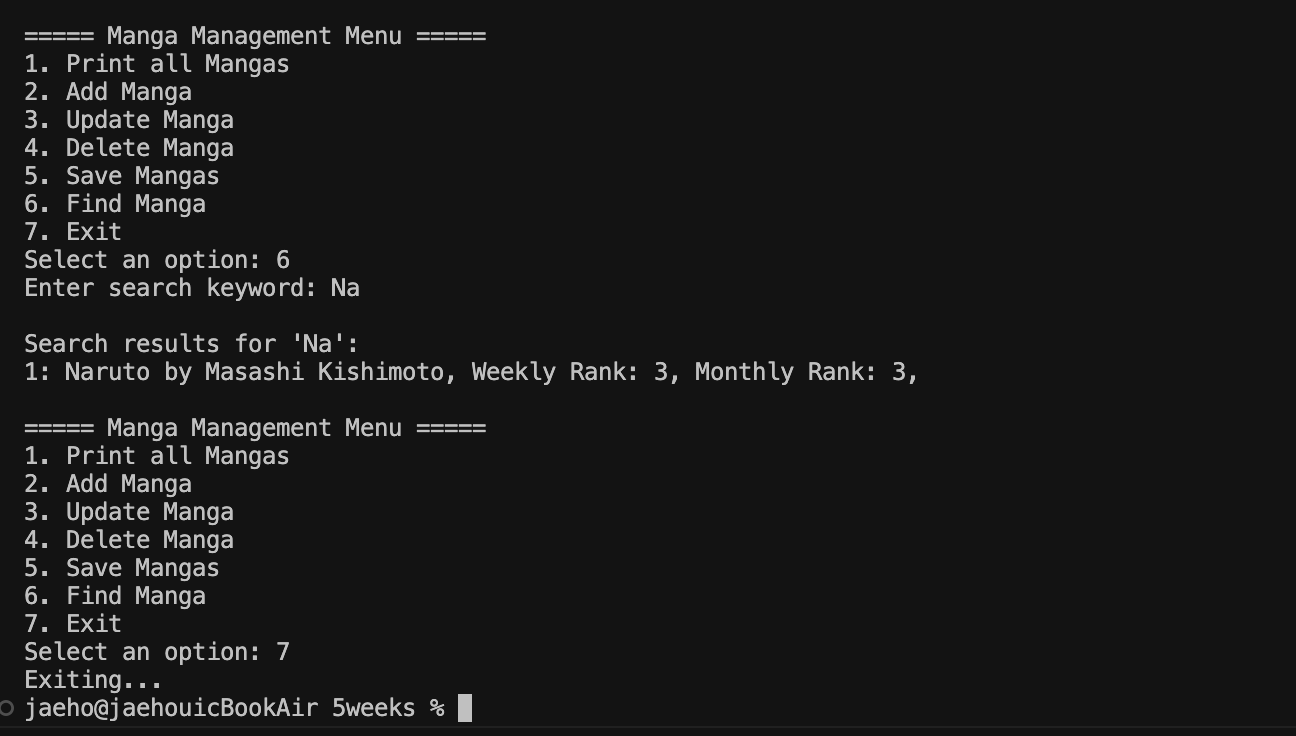 ===== Manga Management Menu =====
1. Print all Mangas
2. Add Manga
3. Update Manga
4. Delete Manga
5. Save Mangas
6. Find Manga
7. Exit
Select an option: 6
Enter search keyword: Na

Search results for 'Na':
1: Naruto by Masashi Kishimoto, Weekly Rank: 3, Monthly Rank: 3,

===== Manga Management Menu =====
1. Print all Mangas
2. Add Manga
3. Update Manga
4. Delete Manga
5. Save Mangas
6. Find Manga
7. Exit
Select an option: 7
Exiting...
jaeho@jaehouicBookAir 5weeks %